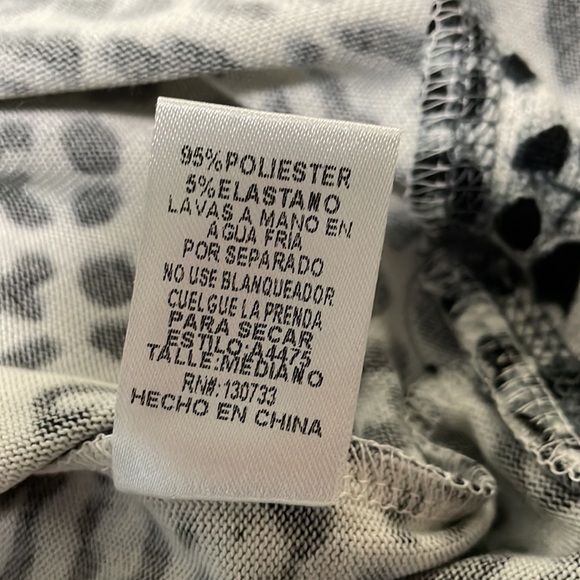 95% POLIESTER
5% ELASTANO
LAVAS A MANO EN
AGUA FRIA
POR SEPARADO
NO USE BLANQUEADOR
CUELGUE LA PRENDA
PARA SECAR
ESTILO:A4475
TALLE:MEDIANO
RN#:130733
HECHO EN CHINA